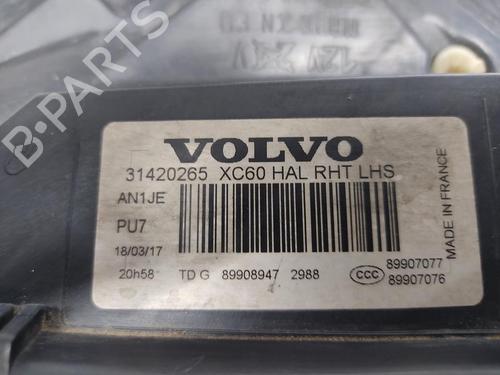 B-PARTS
12V
VOLVO
31420265 XC60 HAL RHT LHS
AN1JE
PU7
18/03/17
20h58 TD G 89908947 2988
CCC
89907077
89907076
MADE IN FRANCE